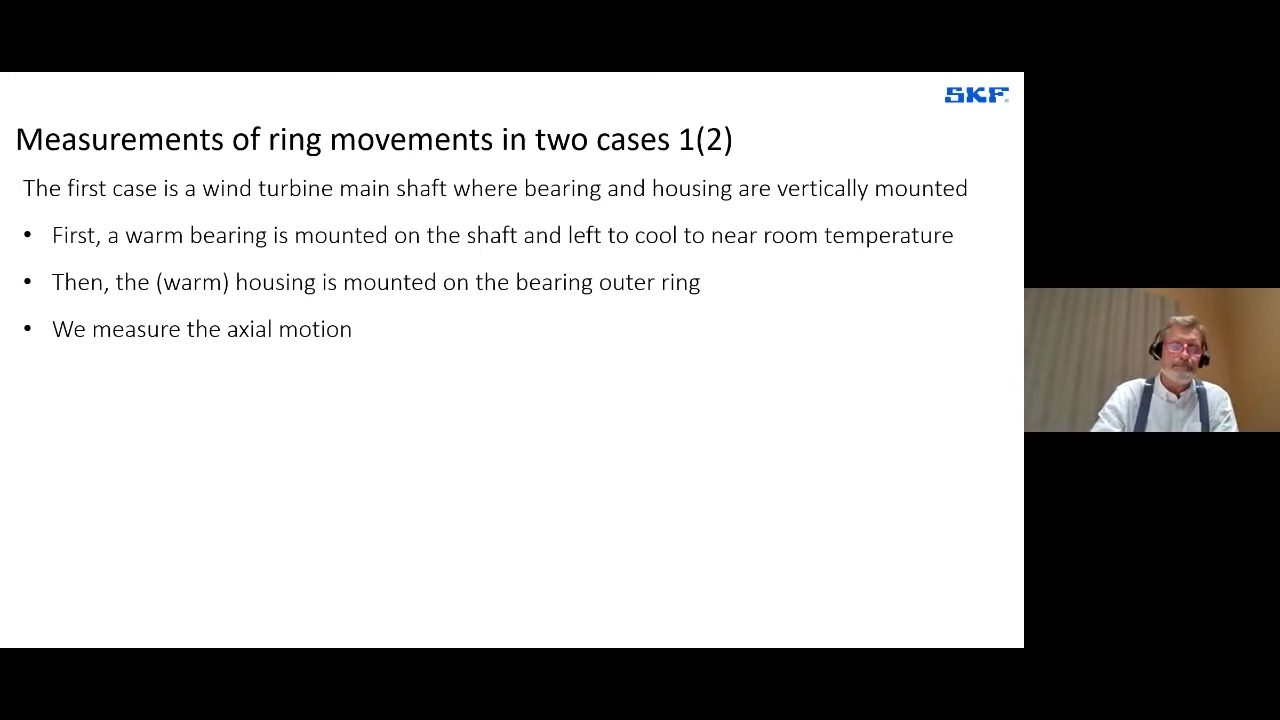 SKF
Measurements of ring movements in two cases 1(2)
The first case is a wind turbine main shaft where bearing and housing are vertically mounted
• First, a warm bearing is mounted on the shaft and left to cool to near room temperature
• Then, the (warm) housing is mounted on the bearing outer ring
• We measure the axial motion